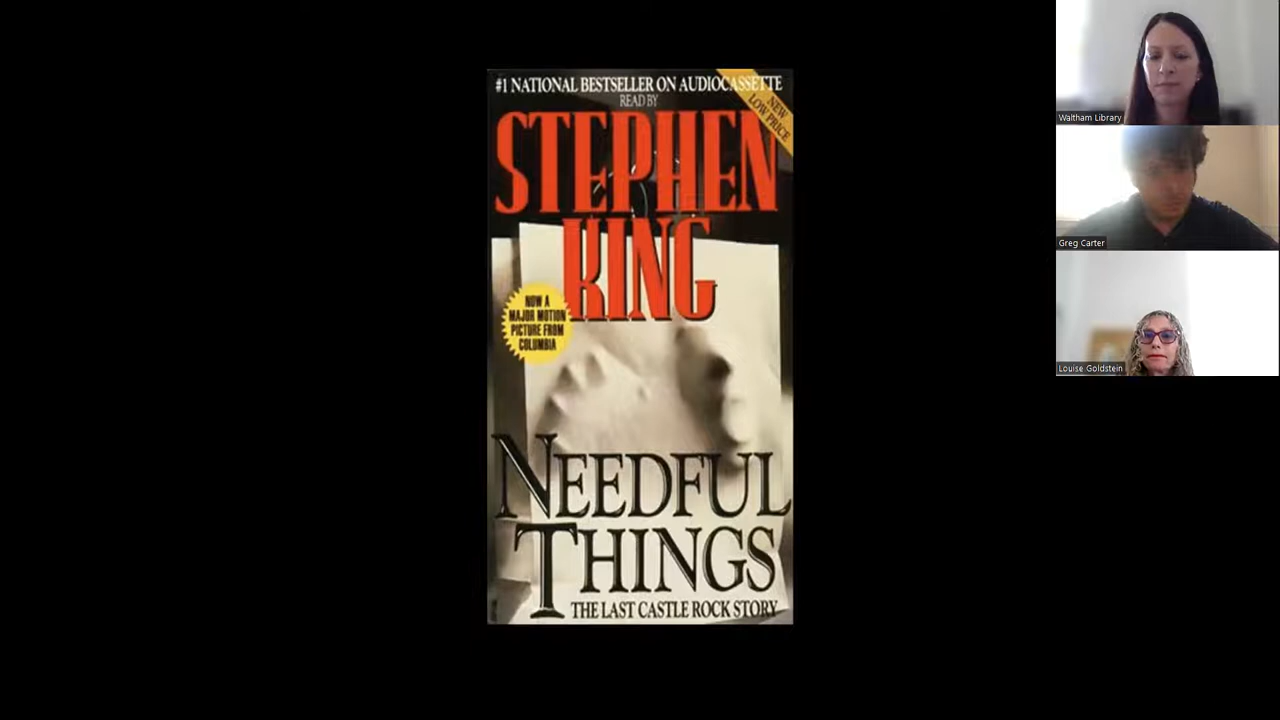 #1 NATIONAL BESTSELLER ON AUDIOCASSETTE
READ BY
NEW
LOW PRICE
STEPHEN
KING
NOW A
MAJOR MOTION
PICTURE FROM
COLUMBIA
NEEDFUL
THINGS
THE LAST CASTLE ROCK STORY
Waltham Library
Greg Carter
Louise Goldstein